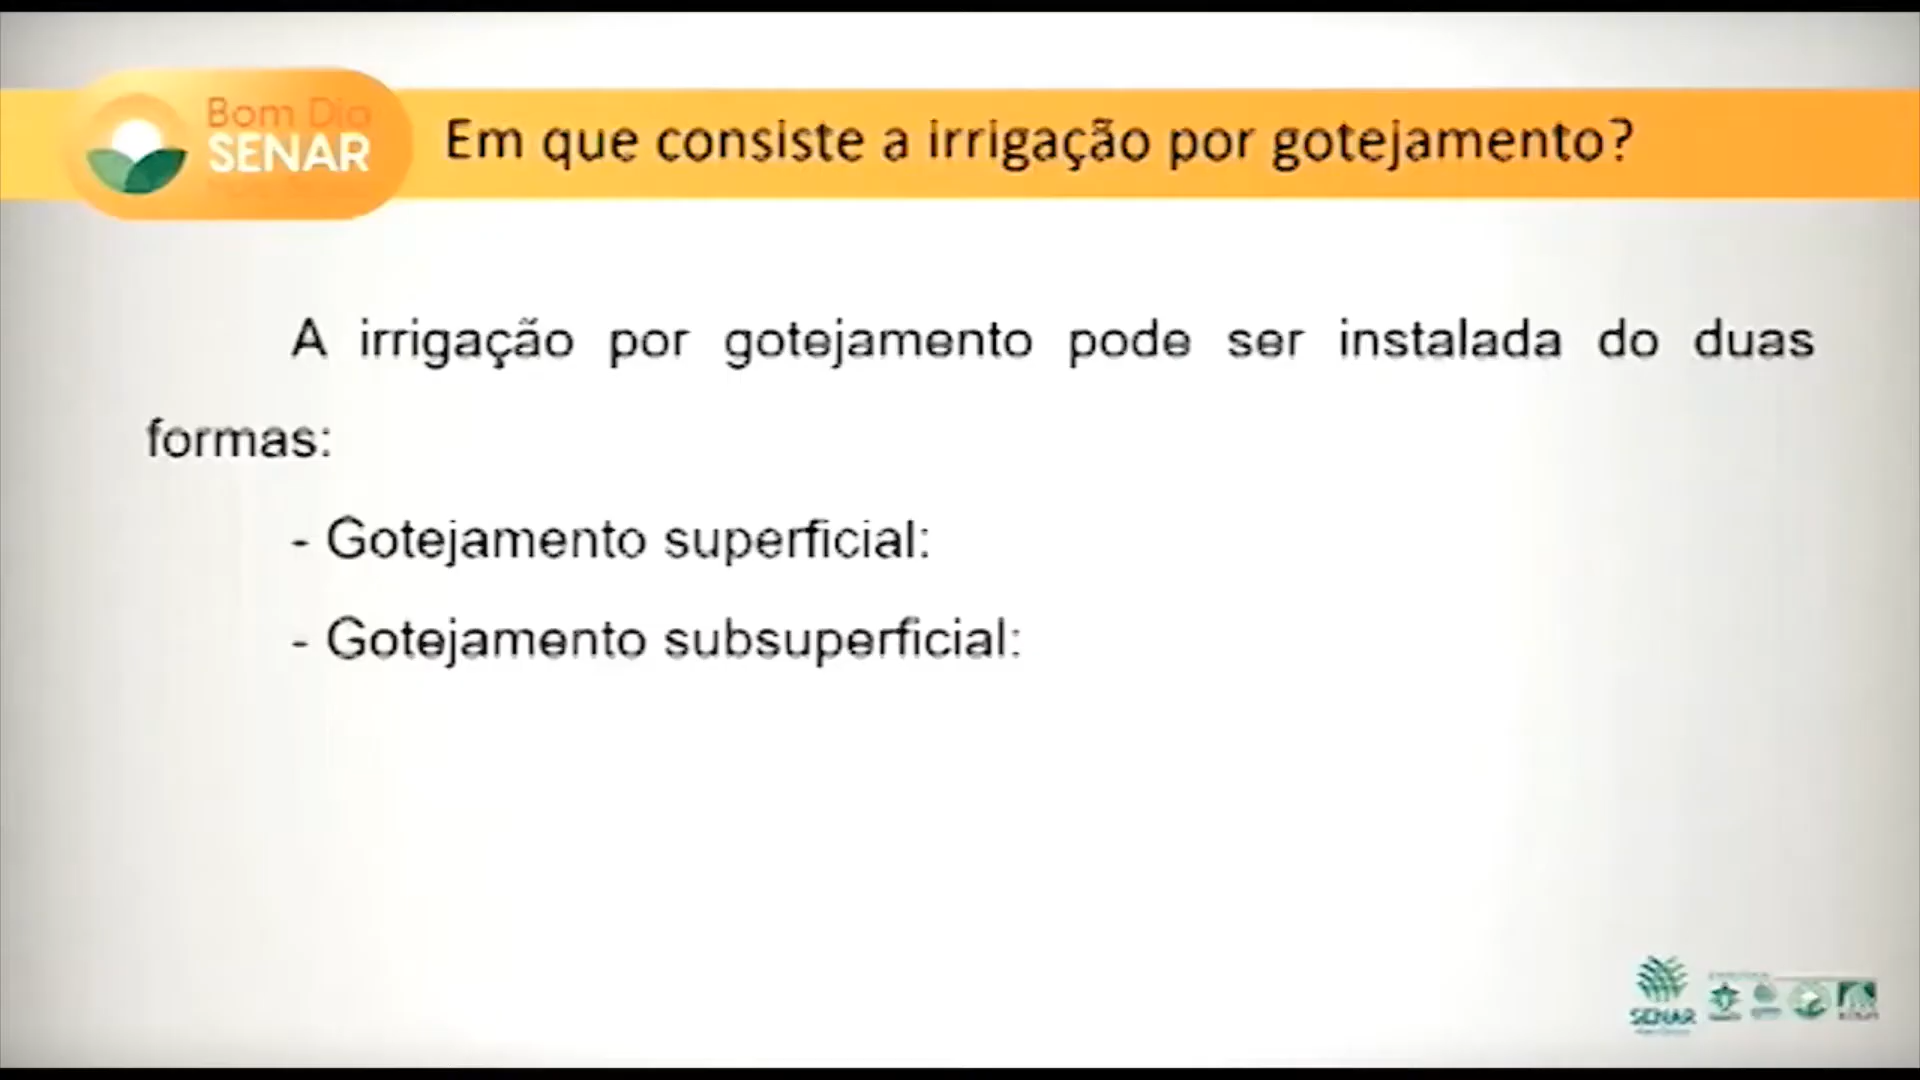 Bom Dia
SENAR
Em que consiste a irrigação por gotejamento?
A irrigação por gotejamento pode ser instalada do duas
formas:
- Gotejamento superficial:
- Gotejamento subsuperficial:
SENAR